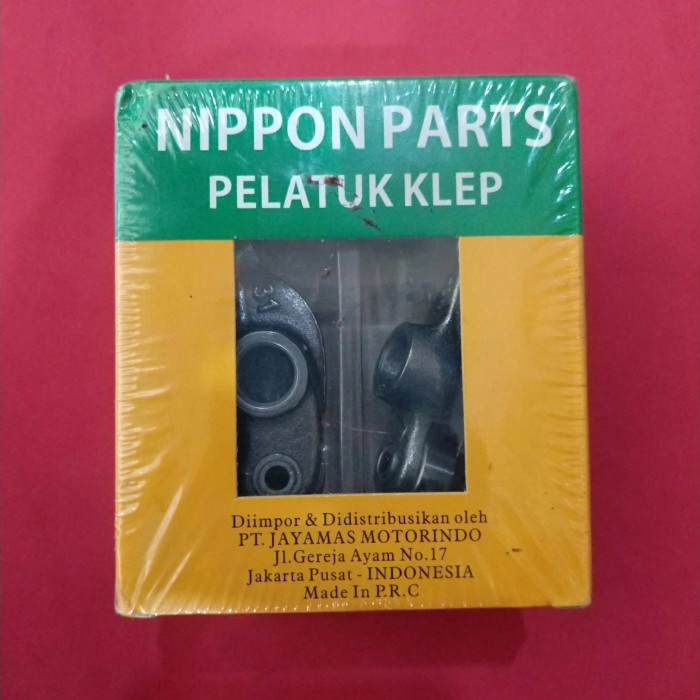 NIPPON PARTS
PELATUK KLEP
31
Diimpor & Didistribusikan oleh
PT. JAYAMAS MOTORINDO
Jl.Gereja Ayam No.17
Jakarta Pusat - INDONESIA
Made In P.R.C